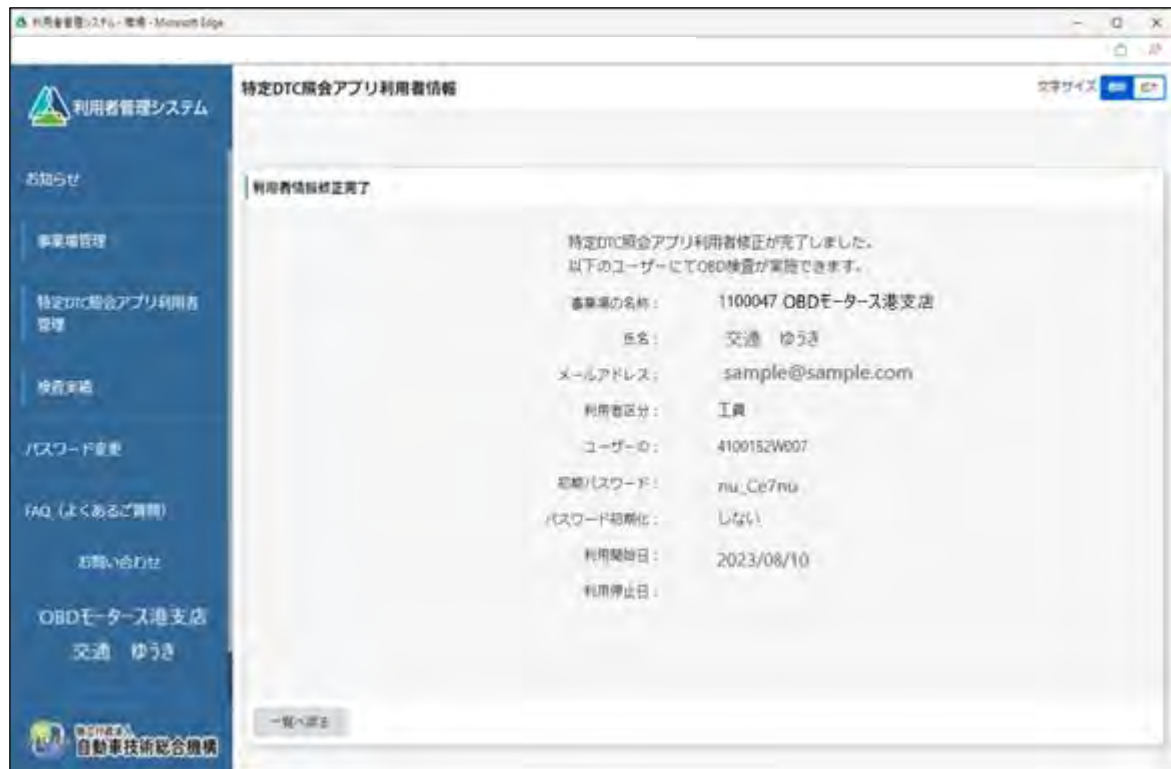 利用者管理システム - 環境 - Microsoft Edge
利用者管理システム
特定DTC照会アプリ利用者情報
文字サイズ
拡大
お知らせ
事業場管理
特定DTC照会アプリ利用者
管理
検査実績
パスワード変更
FAQ（よくあるご質問）
お問い合わせ
OBDモータース港支店
交通 ゆうき
独立行政法人
自動車技術総合機構
利用者情報修正完了
特定DTC照会アプリ利用者修正が完了しました。
以下のユーザーにてOBD検査が実施できます。
事業場の名称： 1100047 OBDモータース港支店
氏名： 交通 ゆうき
メールアドレス： sample@sample.com
利用者区分： 工員
ユーザーID： 4100152W007
初期パスワード： nu_Ce7nu
パスワード初期化： しない
利用開始日： 2023/08/10
利用停止日：
一覧へ戻る